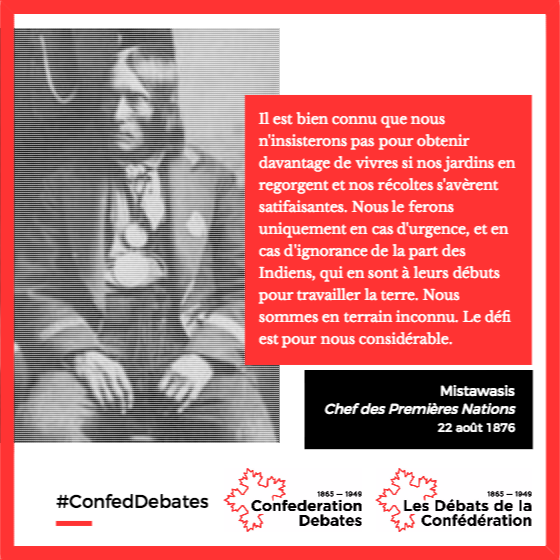 Il est bien connu que nous
n'insisterons pas pour obtenir
davantage de vivres si nos jardins en
regorgent et nos récoltes s'avèrent
satifaisantes. Nous le ferons
uniquement en cas d'urgence, et en
cas d'ignorance de la part des
Indiens, qui en sont à leurs débuts
pour travailler la terre. Nous
sommes en terrain inconnu. Le défi
est pour nous considérable.
Mistawasis
Chef des Premières Nations
22 août 1876
#ConfedDebates
1865 — 1949
Confederation
Debates
1865 — 1949
Les Débats de la
Confédération